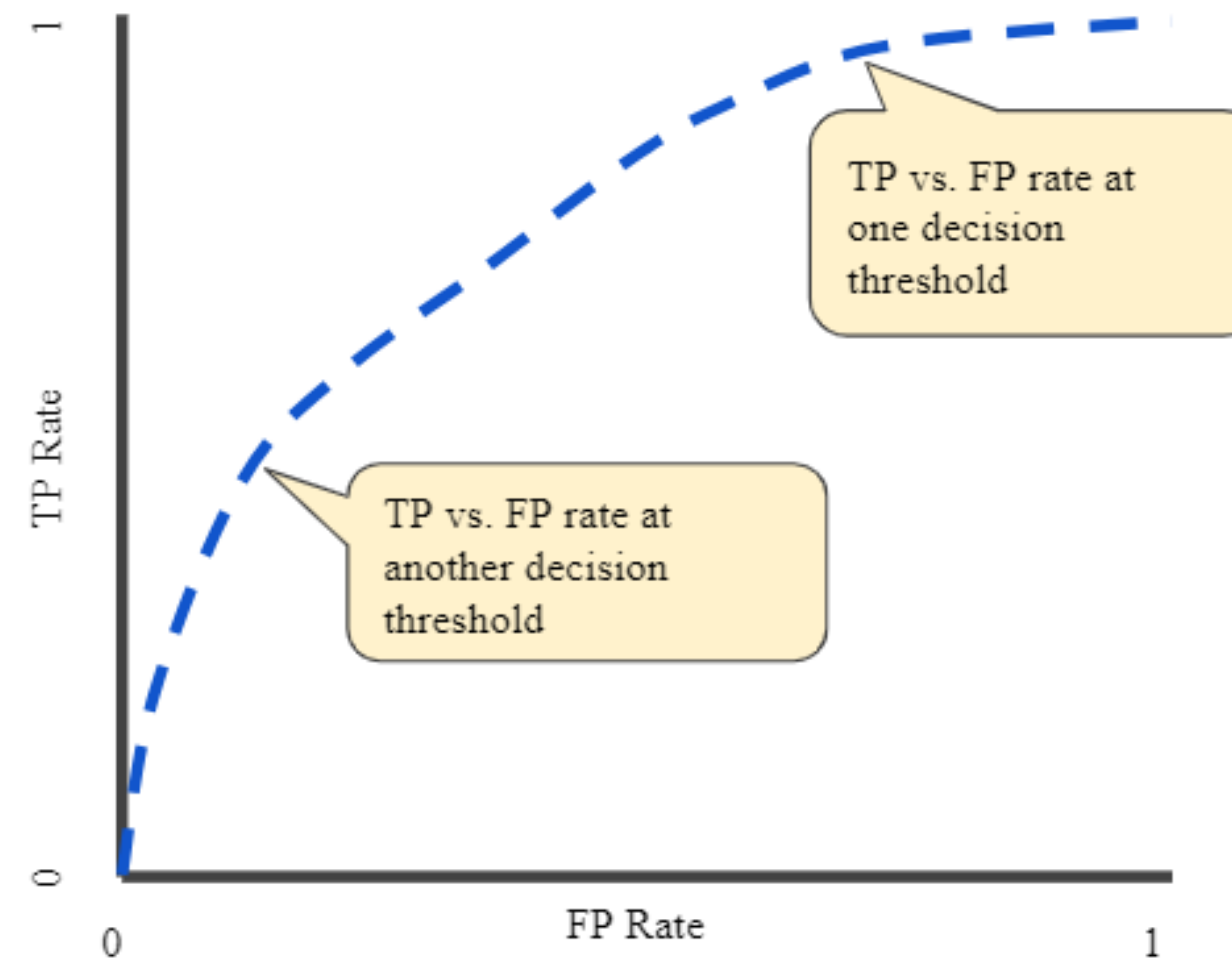 1
TP vs. FP rate at
one decision
threshold
TP Rate
TP vs. FP rate at
another decision
threshold
0
FP Rate
0
1